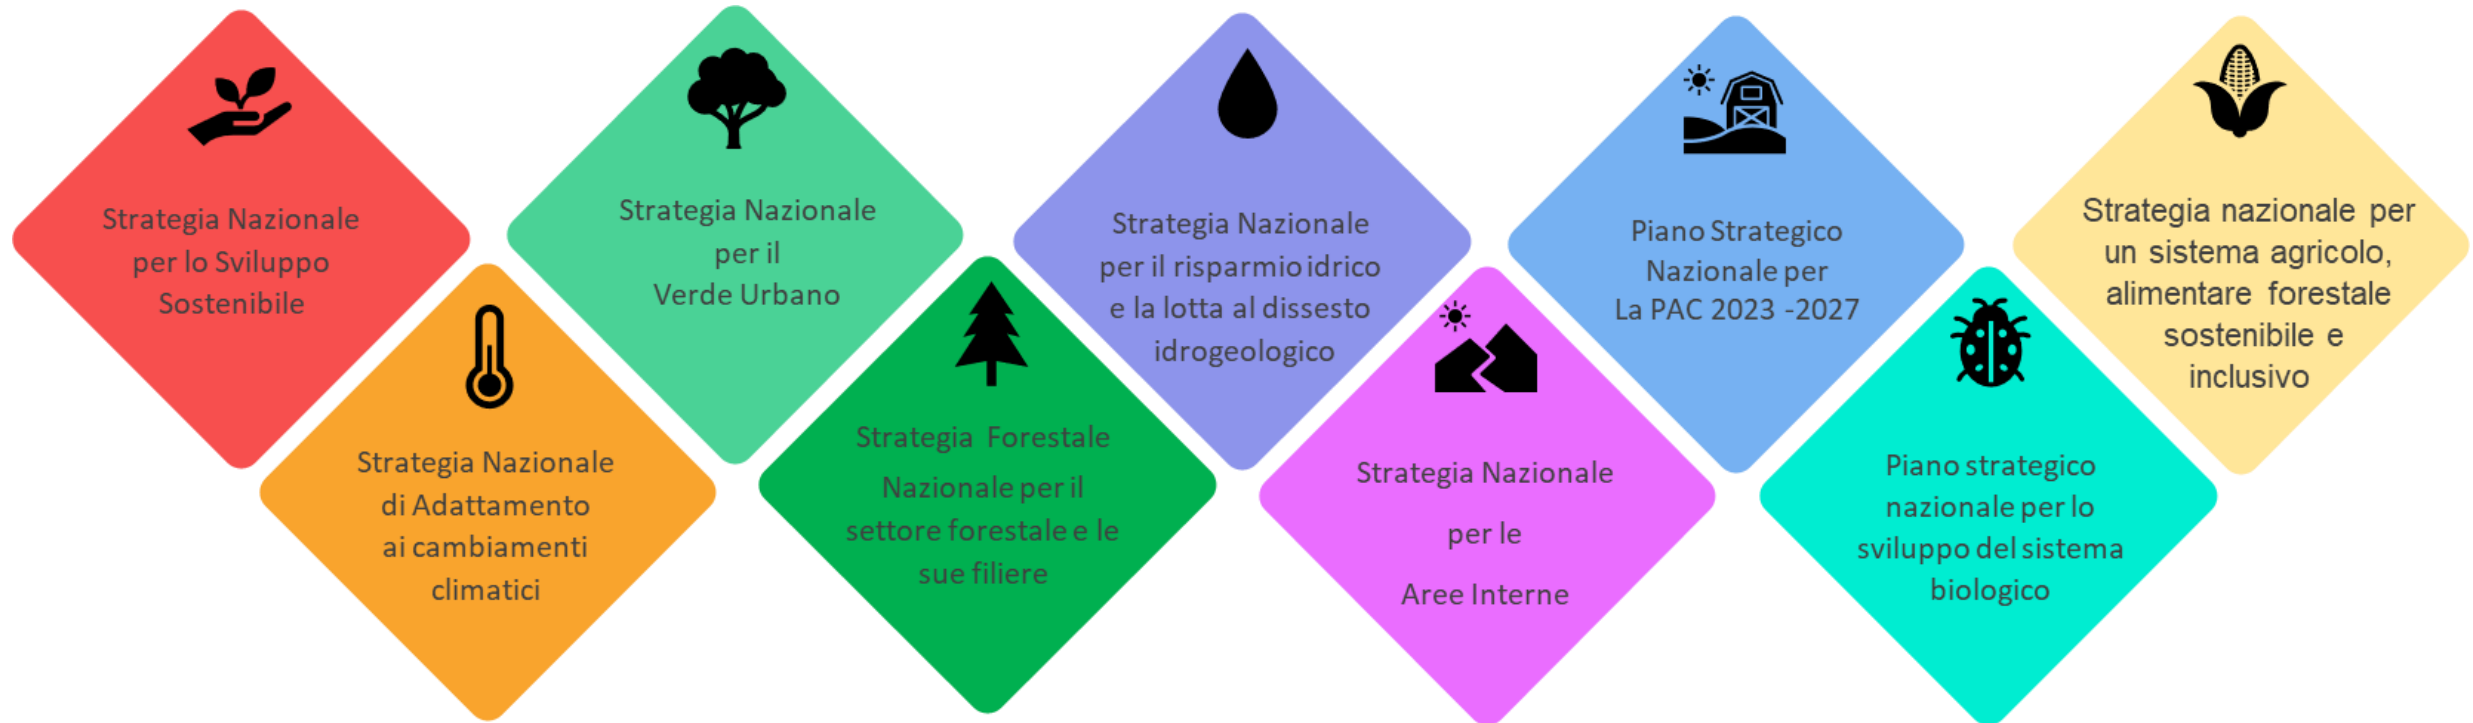 Strategia Nazionale
per lo Sviluppo
Sostenibile
Strategia Nazionale
di Adattamento
ai cambiamenti
climatici
Strategia Nazionale
per il
Verde Urbano
Strategia Forestale
Nazionale per il
settore forestale e le
sue filiere
Strategia Nazionale
per il risparmio idrico
e la lotta al dissesto
idrogeologico
Strategia Nazionale
per le
Aree Interne
Piano Strategico
Nazionale per
La PAC 2023 -2027
Piano strategico
nazionale per lo
sviluppo del sistema
biologico
Strategia nazionale per
un sistema agricolo,
alimentare forestale
sostenibile e
inclusivo